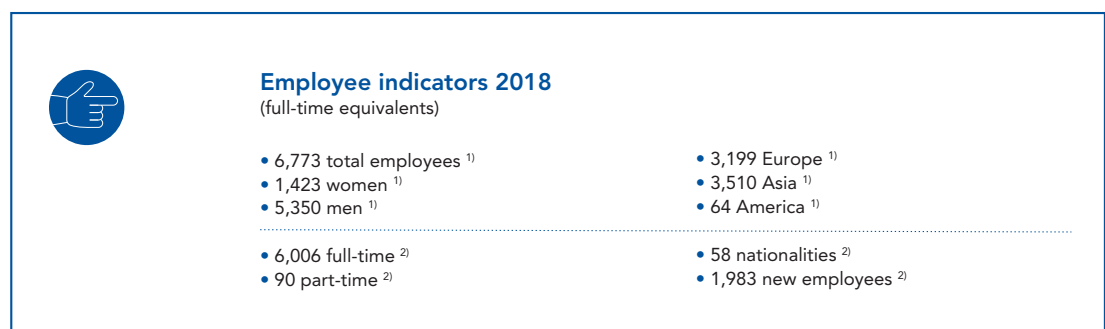 Employee indicators 2018
(full-time equivalents)
• 6,773 total employees 1)
• 1,423 women 1)
• 5,350 men 1)
• 3,199 Europe 1)
• 3,510 Asia 1)
• 64 America 1)
• 6,006 full-time 2)
• 90 part-time 2)
• 58 nationalities 2)
• 1,983 new employees 2)